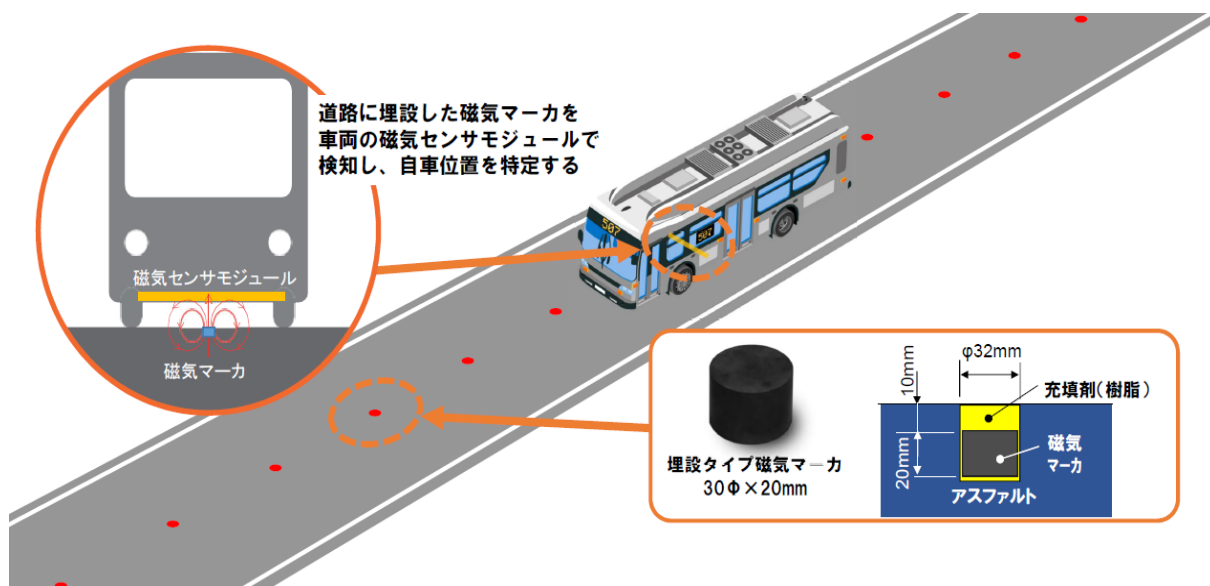 道路に埋設した磁気マーカを
車両の磁気センサモジュールで
検知し、自車位置を特定する
磁気センサモジュール
磁気マーカ
507
507
埋設タイプ磁気マーカ
30Φ×20mm
φ32mm
10mm
20mm
充填剤(樹脂)
磁気
マーカ
アスファルト